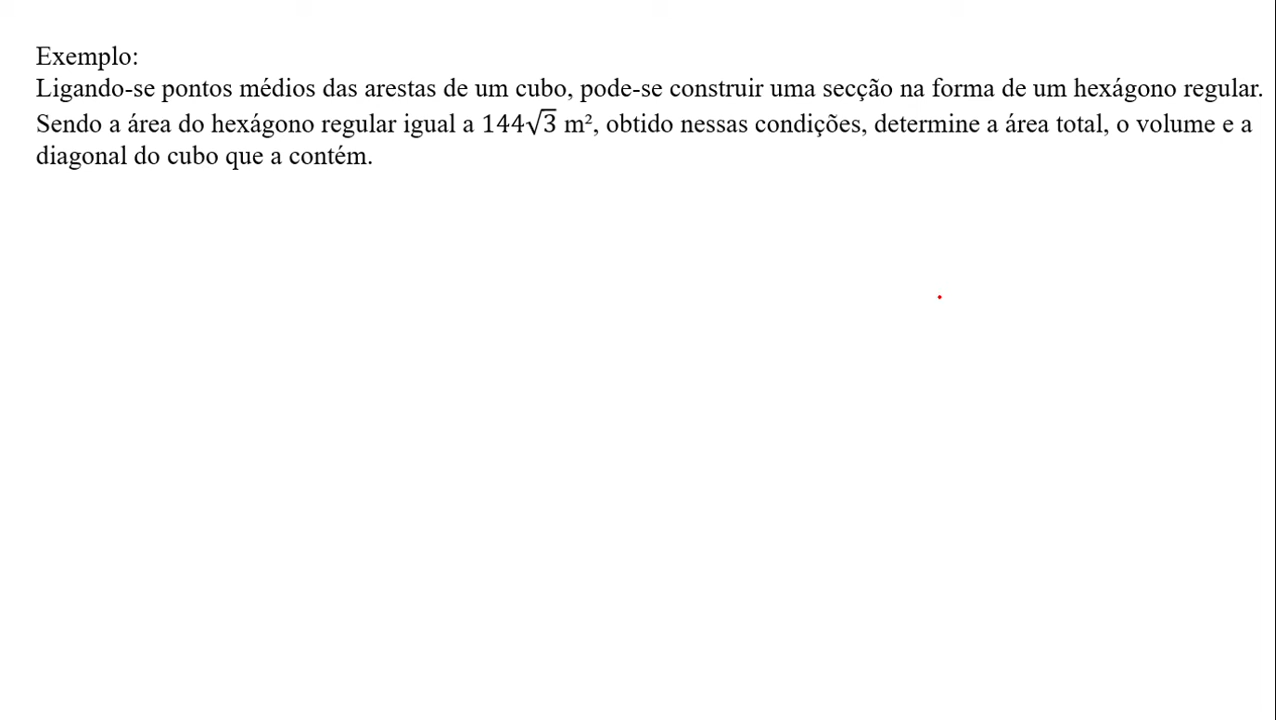 Exemplo:
Ligando-se pontos médios das arestas de um cubo, pode-se construir uma secção na forma de um hexágono regular.
Sendo a área do hexágono regular igual a 144√3 m², obtido nessas condições, determine a área total, o volume e a
diagonal do cubo que a contém.